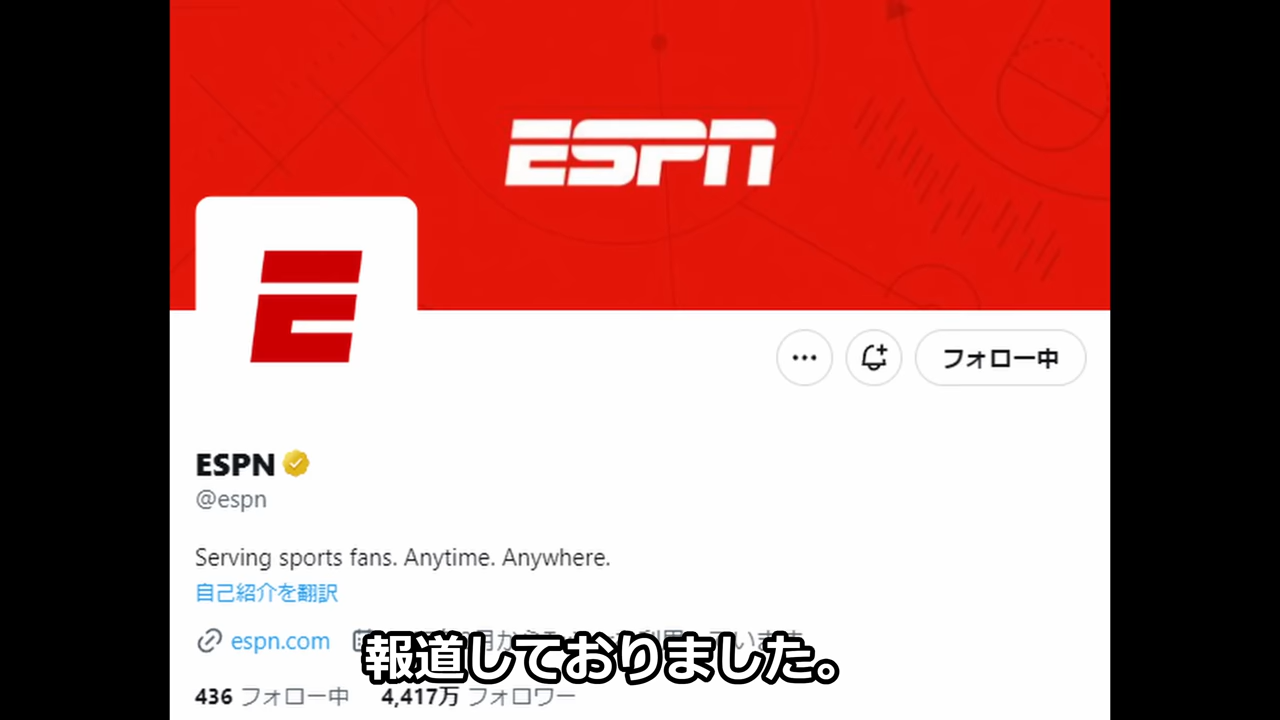 ESPN
E
フォロー中
ESPN
@espn
Serving sports fans. Anytime. Anywhere.
自己紹介を翻訳
espn.com
報道しておりました。
436 フォロー中 4,417万 フォロワー